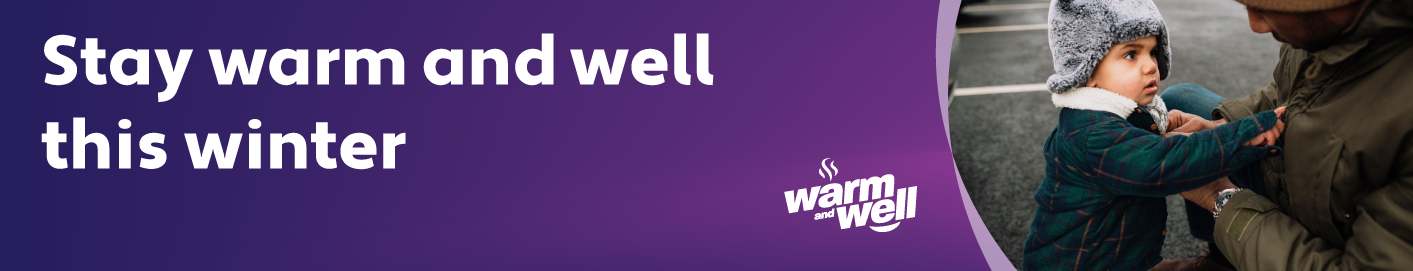 Stay warm and well
this winter
warm
and well